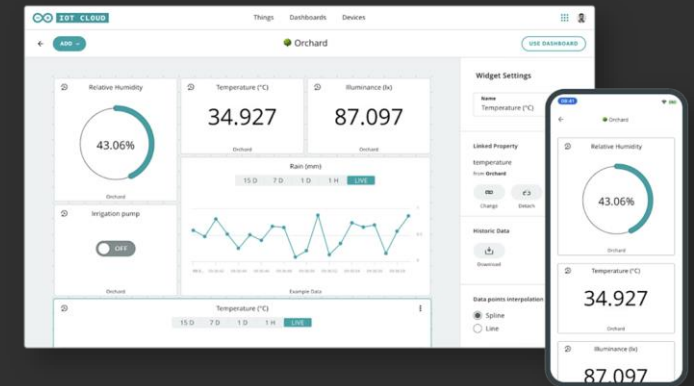 IOT CLOUD
Things Dashboards Devices
ADD
Orchard
USE DASHBOARD
Relative Humidity
43.06%
Orchard
Temperature (°C)
34.927
Orchard
Illuminance (lx)
87.097
Orchard
Rain (mm)
15 D 7 D 1 D 1 H LIVE
Example Data
Irrigation pump
OFF
Orchard
Temperature (°C)
15 D 7 D 1 D 1 H LIVE
Widget Settings
Name
Temperature (°C)
Linked Property
temperature
from Orchard
Change Detach
Historic Data
Download
Data points interpolation
Spline
Line
Orchard
Relative Humidity
43.06%
Orchard
Temperature (°C)
34.927
Orchard
Illuminance (lx)
87.097